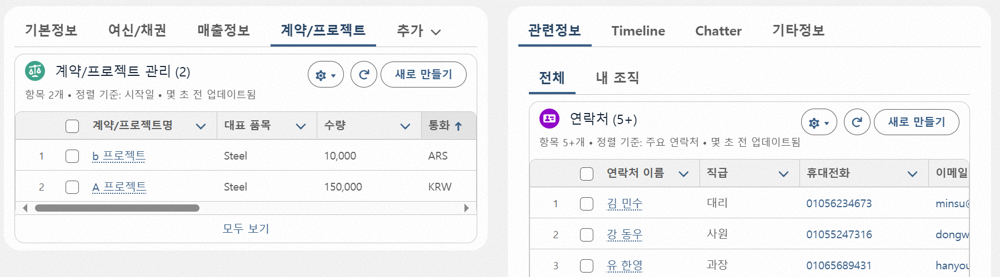 기본정보 여신/채권 매출정보 계약/프로젝트 추가
계약/프로젝트 관리 (2)
새로 만들기
항목 2개 • 정렬 기준: 시작일 • 몇 초 전 업데이트됨
계약/프로젝트명 대표 품목 수량 통화
1 b 프로젝트 Steel 10,000 ARS
2 A 프로젝트 Steel 150,000 KRW
모두 보기
관련정보 Timeline Chatter 기타정보
전체 내 조직
연락처 (5+)
새로 만들기
항목 5+개 • 정렬 기준: 주요 연락처 • 몇 초 전 업데이트됨
연락처 이름 직급 휴대전화 이메일
1 김 민수 대리 01056234673 minsu@
2 강 동우 사원 01055247316 dongw
3 유 한영 과장 01065689431 hanyou